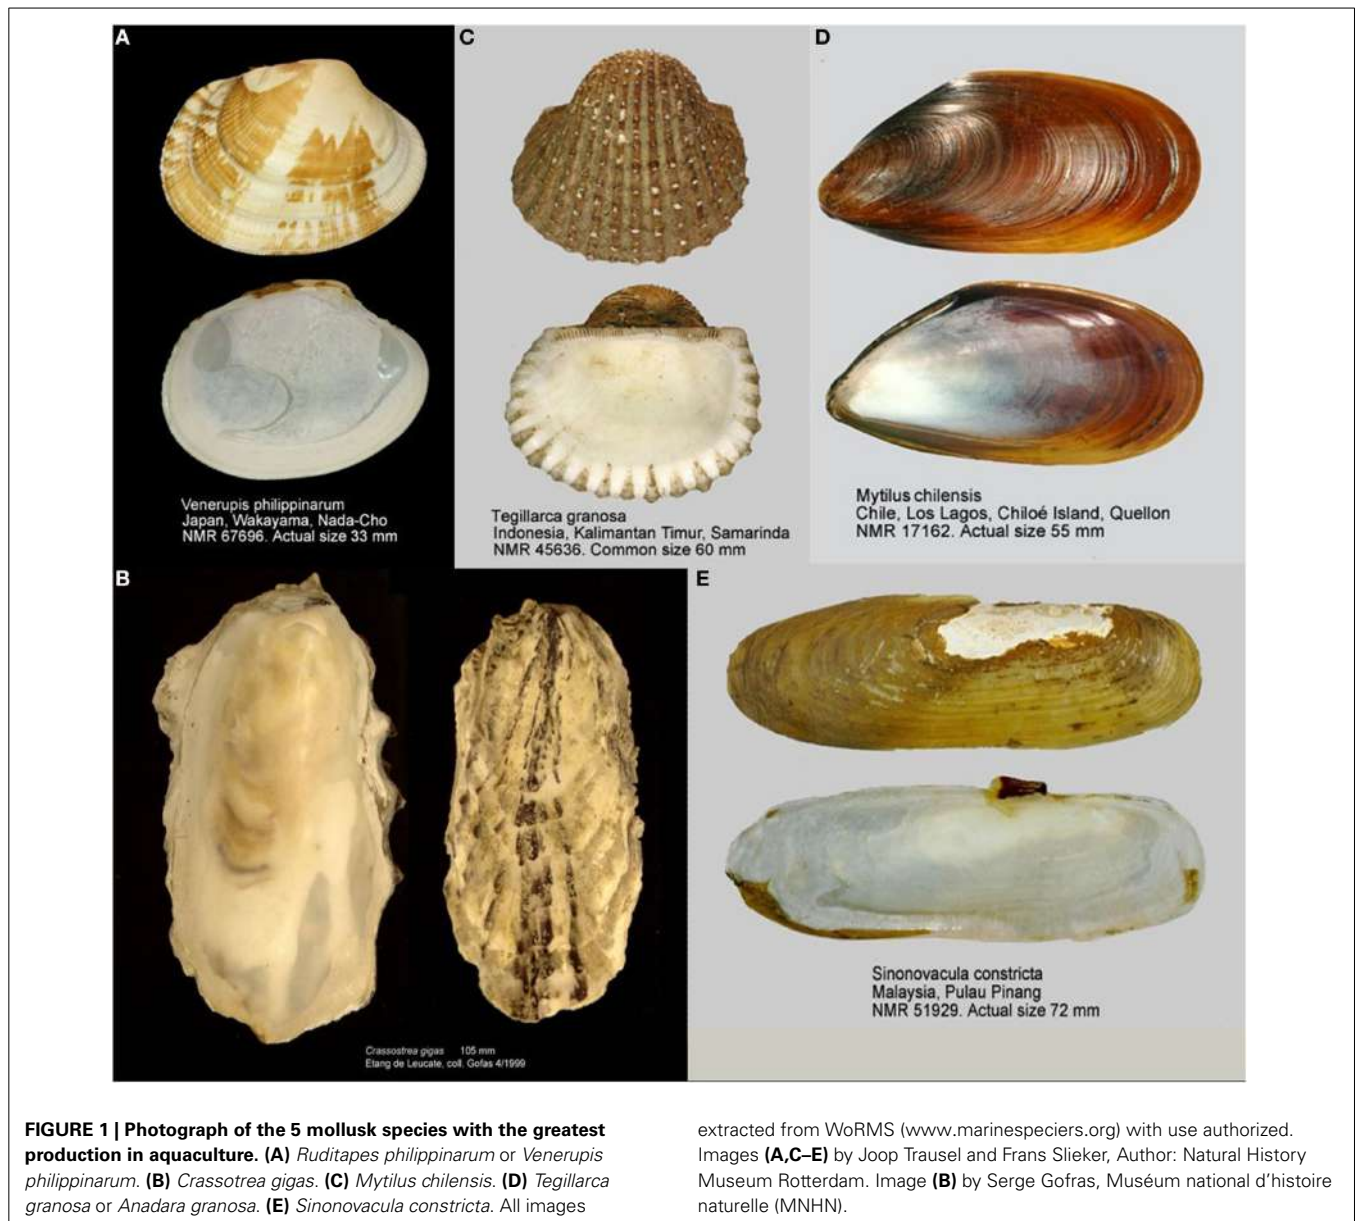 A
C
D
Venerupis philippinarum
Japan, Wakayama, Nada-Cho
NMR 67696. Actual size 33 mm
Tegillarca granosa
Indonesia, Kalimantan Timur, Samarinda
NMR 45636. Common size 60 mm
Mytilus chilensis
Chile, Los Lagos, Chiloé Island, Quellon
NMR 17162. Actual size 55 mm
B
E
Crassostrea gigas 105 mm
Etang de Leucate, coll. Gofas 4/1999
Sinonovacula constricta
Malaysia, Pulau Pinang
NMR 51929. Actual size 72 mm
FIGURE 1 | Photograph of the 5 mollusk species with the greatest
production in aquaculture. (A) Ruditapes philippinarum or Venerupis
philippinarum. (B) Crassotrea gigas. (C) Mytilus chilensis. (D) Tegillarca
granosa or Anadara granosa. (E) Sinonovacula constricta. All images
extracted from WoRMS (www.marinespeciers.org) with use authorized.
Images (A,C–E) by Joop Trausel and Frans Slieker, Author: Natural History
Museum Rotterdam. Image (B) by Serge Gofras, Muséum national d'histoire
naturelle (MNHN).